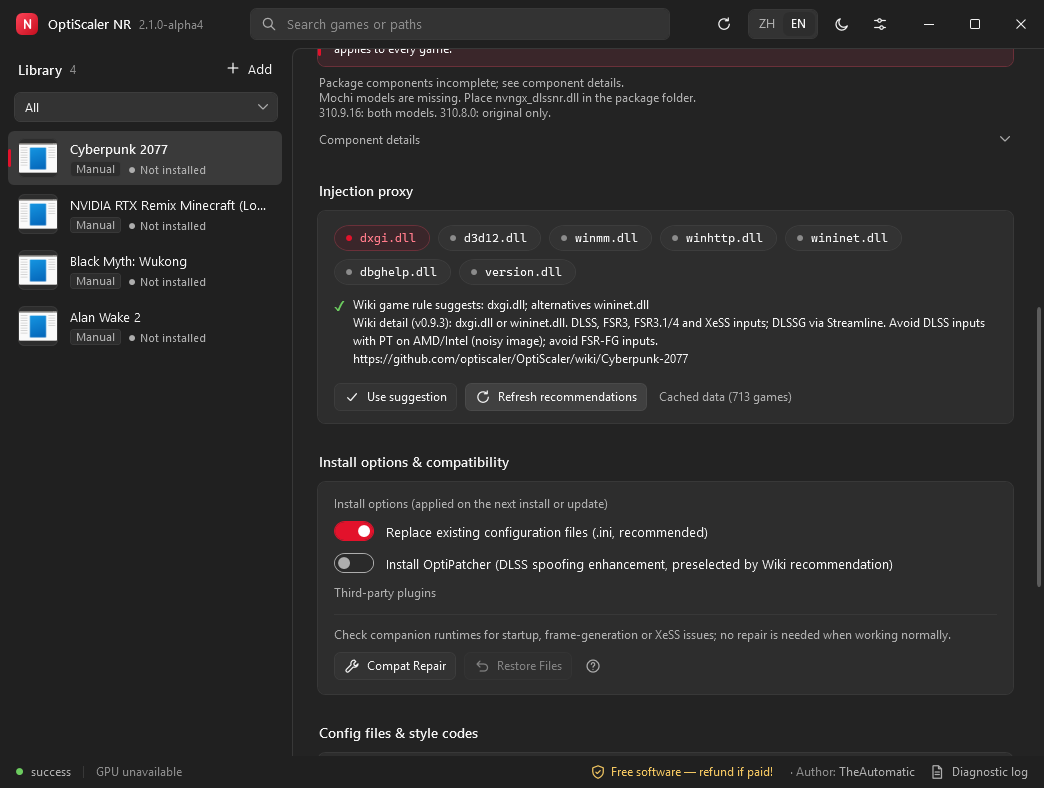 N OptiScaler NR 2.1.0-alpha4
Search games or paths
ZH EN
Library 4
Add
All
Cyberpunk 2077
Manual Not installed
NVIDIA RTX Remix Minecraft (Lo...
Manual Not installed
Black Myth: Wukong
Manual Not installed
Alan Wake 2
Manual Not installed
applies to every game.
Package components incomplete; see component details.
Mochi models are missing. Place nvngx_dlssnr.dll in the package folder.
310.9.16: both models. 310.8.0: original only.
Component details
Injection proxy
dxgi.dll d3d12.dll winmm.dll winhttp.dll wininet.dll
dbghelp.dll version.dll
Wiki game rule suggests: dxgi.dll; alternatives wininet.dll
Wiki detail (v0.9.3): dxgi.dll or wininet.dll. DLSS, FSR3, FSR3.1/4 and XeSS inputs; DLSSG via Streamline. Avoid DLSS inputs
with PT on AMD/Intel (noisy image); avoid FSR-FG inputs.
https://github.com/optiscaler/OptiScaler/wiki/Cyberpunk-2077
Use suggestion Refresh recommendations Cached data (713 games)
Install options & compatibility
Install options (applied on the next install or update)
Replace existing configuration files (.ini, recommended)
Install OptiPatcher (DLSS spoofing enhancement, preselected by Wiki recommendation)
Third-party plugins
Check companion runtimes for startup, frame-generation or XeSS issues; no repair is needed when working normally.
Compat Repair Restore Files
Config files & style codes
success GPU unavailable
Free software — refund if paid! · Author: TheAutomatic Diagnostic log